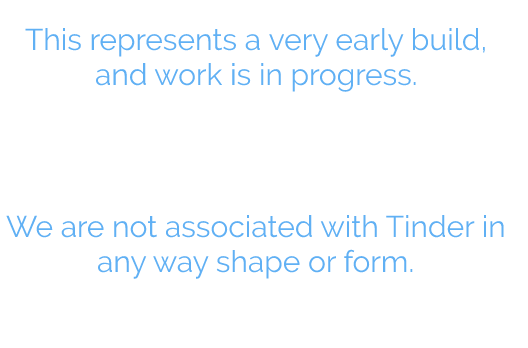 This represents a very early build,
and work is in progress.
We are not associated with Tinder in
any way shape or form.